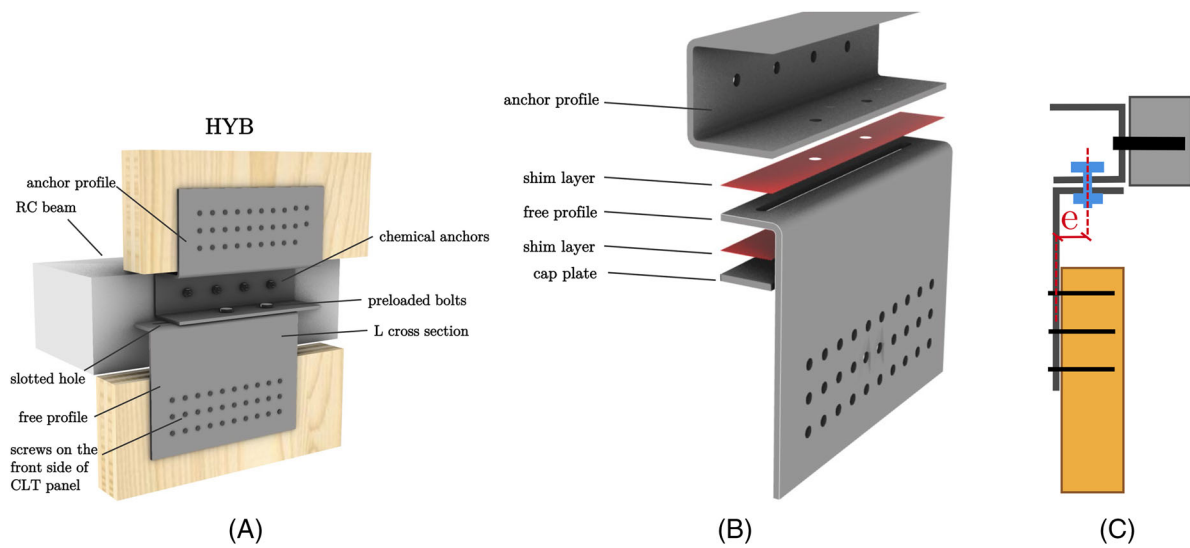 HYB
anchor profile
RC beam
chemical anchors
preloaded bolts
L cross section
slotted hole
free profile
screws on the
front side of
CLT panel
(A)
anchor profile
shim layer
free profile
shim layer
cap plate
(B)
e
(C)